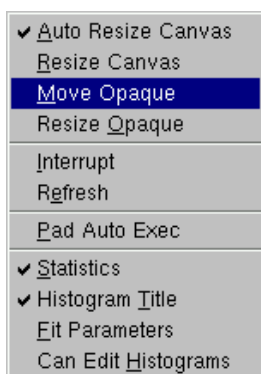 Auto Resize Canvas
Resize Canvas
Move Opaque
Resize Opaque
Interrupt
Refresh
Pad Auto Exec
Statistics
Histogram Title
Fit Parameters
Can Edit Histograms